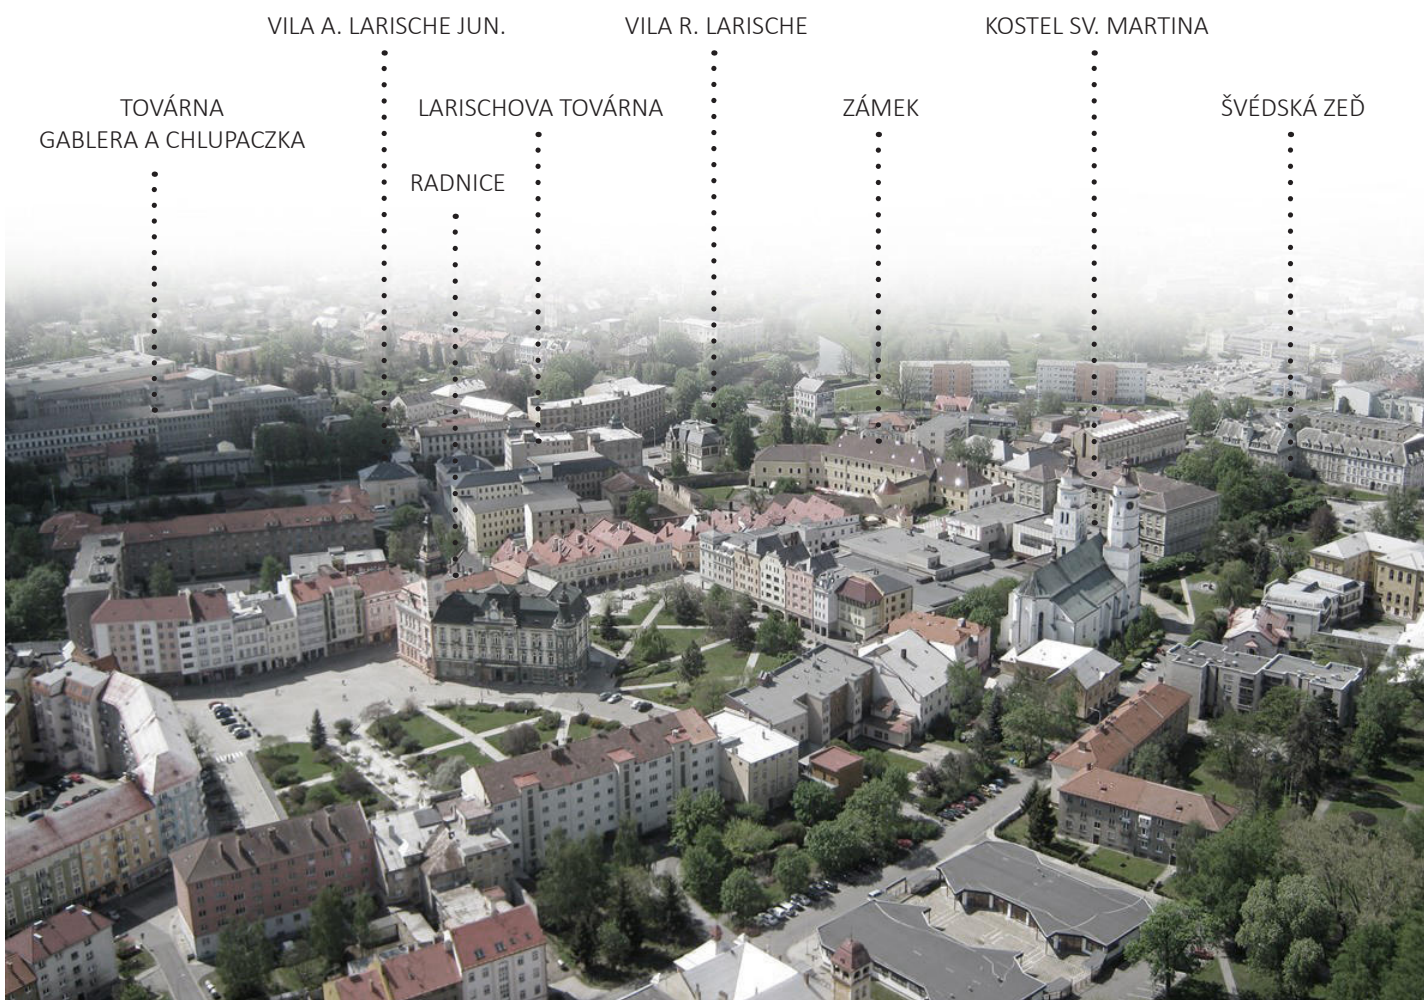 VILA A. LARISCHE JUN.
VILA R. LARISCHE
KOSTEL SV. MARTINA
TOVÁRNA
GABLERA A CHLUPACZKA
LARISCHOVA TOVÁRNA
ZÁMEK
ŠVÉDSKÁ ZEĎ
RADNICE